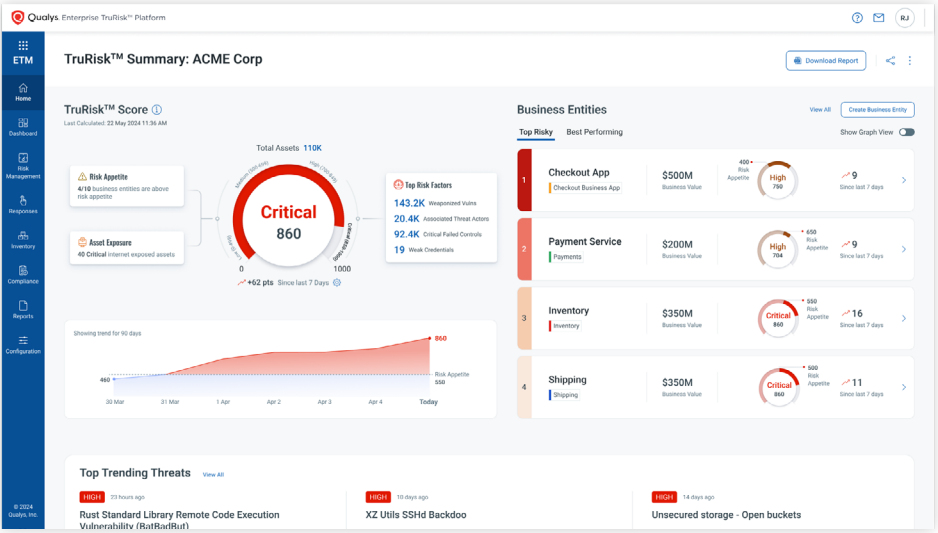 Qualys. Enterprise TruRisk™ Platform
RJ
ETM
Home
Dashboard
Risk
Management
Responses
Inventory
Compliance
Reports
Configuration
© 2024
Qualys, Inc.
TruRisk™ Summary: ACME Corp
Download Report
TruRisk™ Score
Last Calculated: 22 May 2024 11:36 AM
Total Assets 110K
Risk Appetite
4/10 business entities are above
risk appetite
Asset Exposure
40 Critical internet exposed assets
Critical
860
0
1000
+62 pts Since last 7 Days
Top Risk Factors
143.2K Weaponized Vulns
20.4K Associated Threat Actors
92.4K Critical Failed Controls
19 Weak Credentials
Showing trend for 90 days
860
460
Risk Appetite
550
30 Mar
31 Mar
1 Apr
Apr 2
Apr 3
Apr 4
Today
Business Entities
View All
Create Business Entity
Top Risky
Best Performing
Show Graph View
1
Checkout App
Checkout Business App
$500M
Business Value
400
Risk
Appetite
High
750
9
Since last 7 days
2
Payment Service
Payments
$200M
Business Value
High
704
650
Risk
Appetite
9
Since last 7 days
3
Inventory
Inventory
$350M
Business Value
Critical
860
550
Risk
Appetite
16
Since last 7 days
4
Shipping
Shipping
$350M
Business Value
Critical
860
500
Risk
Appetite
11
Since last 7 days
Top Trending Threats
View All
HIGH 23 hours ago
Rust Standard Library Remote Code Execution
Vulnerability (BatBadBut)
HIGH 10 days ago
XZ Utils SSHd Backdoo
HIGH 14 days ago
Unsecured storage - Open buckets